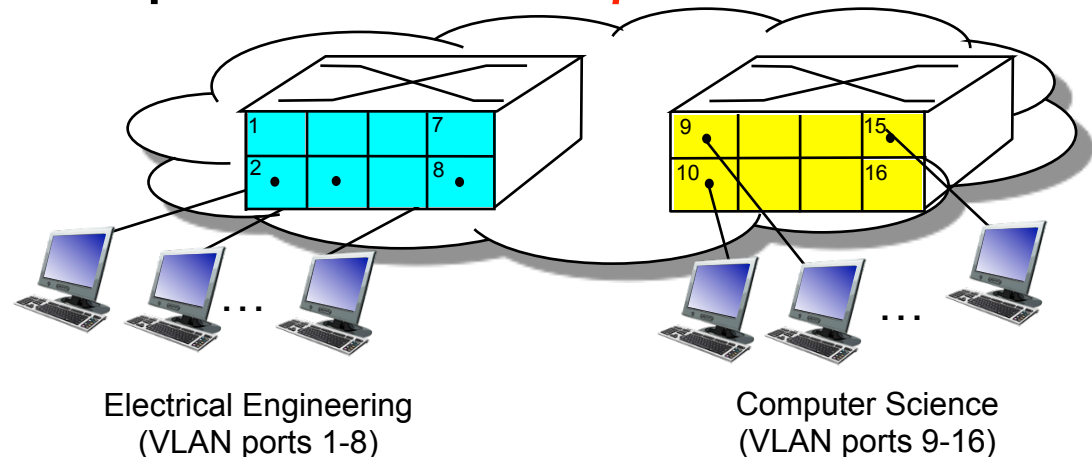 1 7
2 8
9 15
10 16
... ...
Electrical Engineering
(VLAN ports 1-8)
Computer Science
(VLAN ports 9-16)